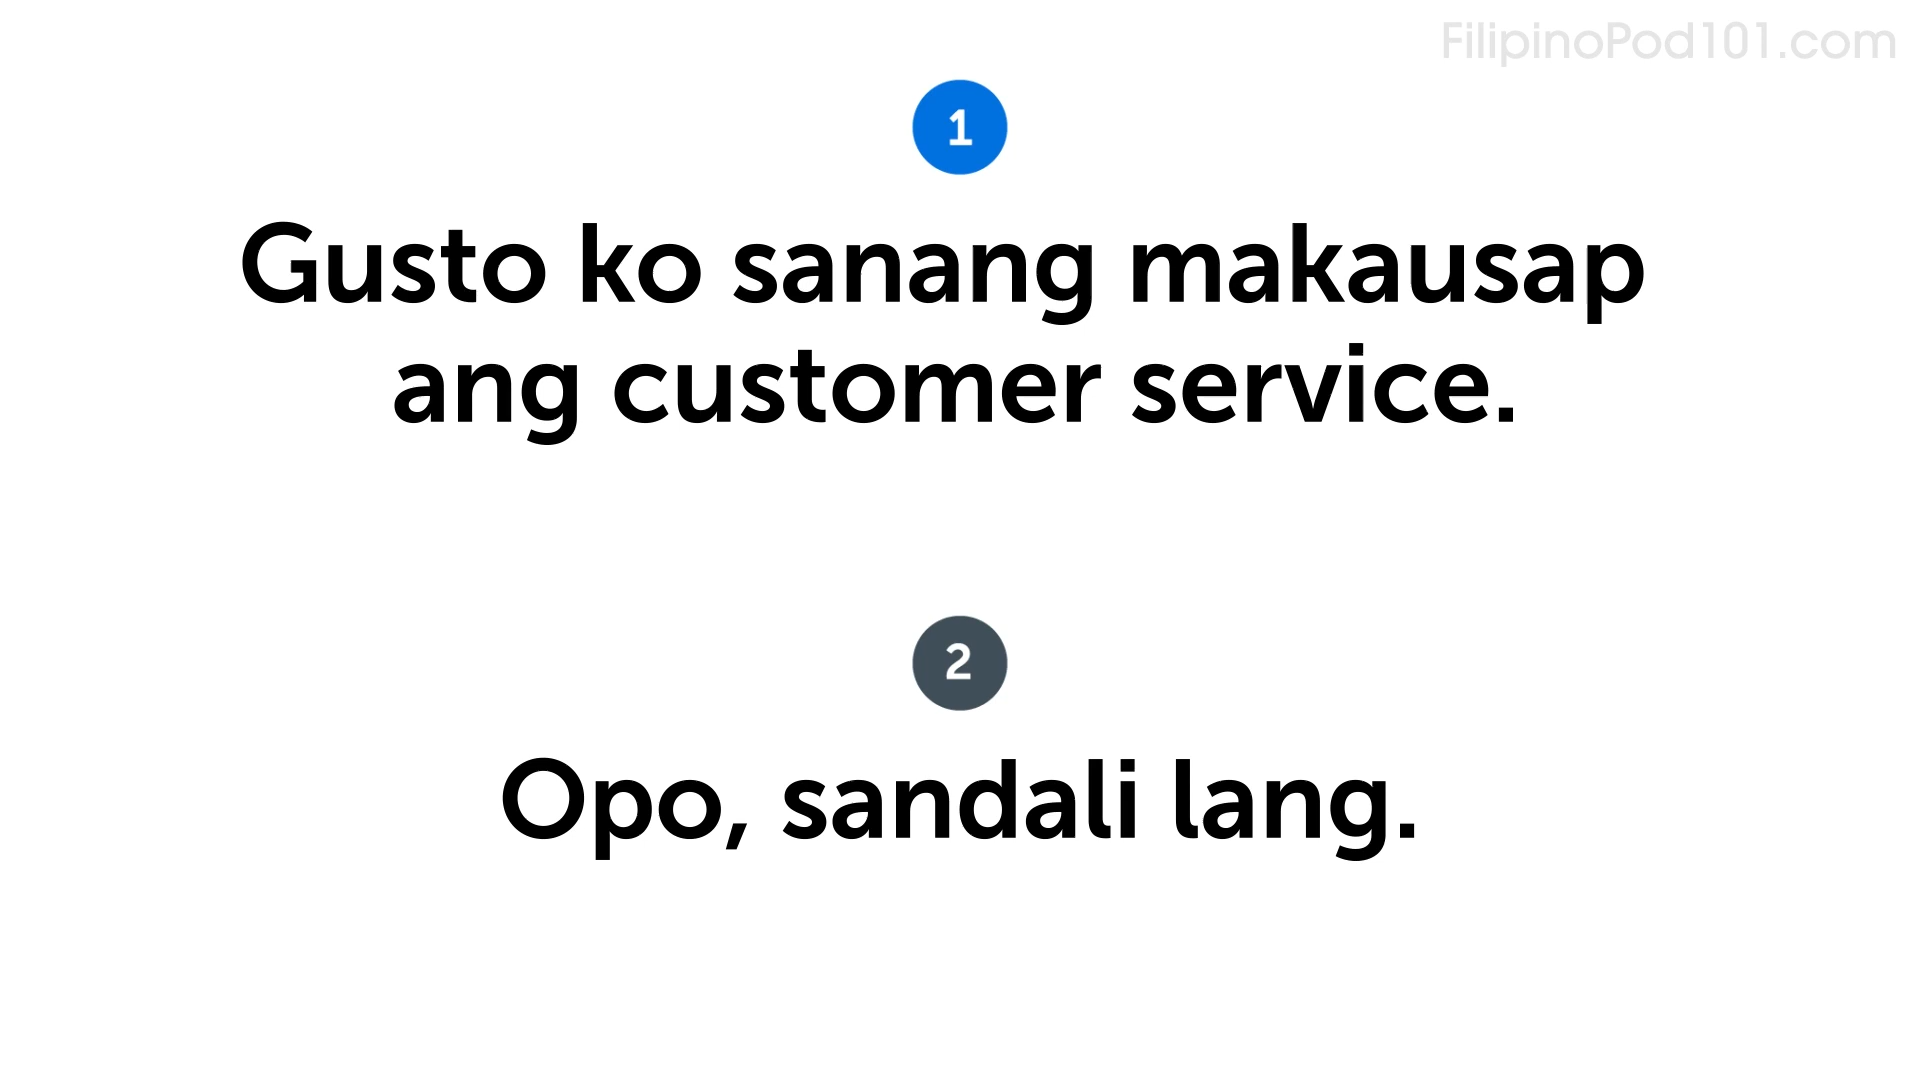 FilipinoPod101.com
1
Gusto ko sanang makausap
ang customer service.
2
Opo, sandali lang.